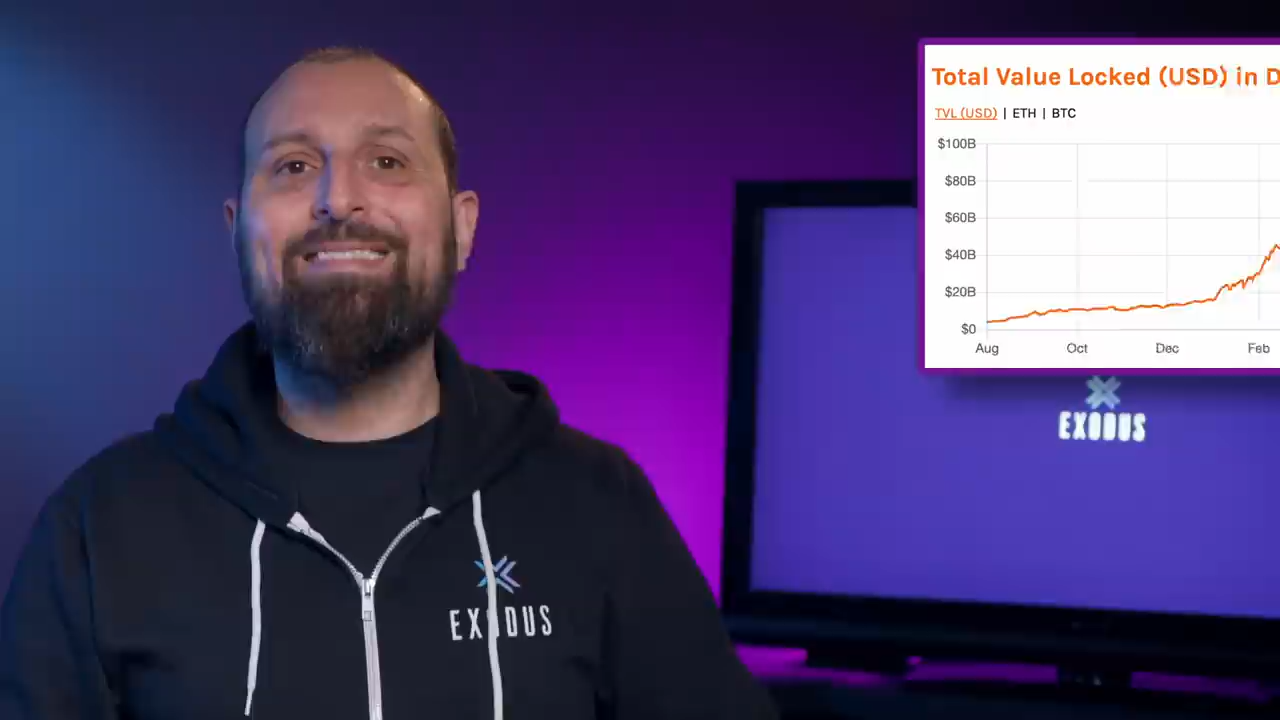 Total Value Locked (USD) in D
TVL (USD) | ETH | BTC
$100B
$80B
$60B
$40B
$20B
$0
Aug Oct Dec Feb
EXODUS
EXODUS